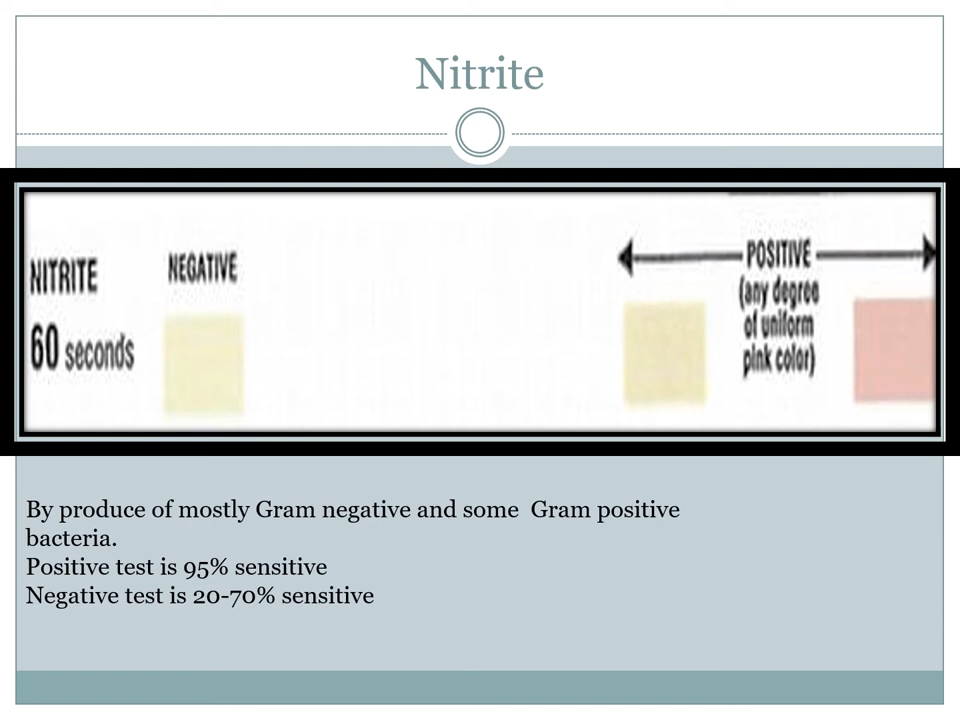 Nitrite
NITRITE
60 seconds
NEGATIVE
POSITIVE
(any degree
of uniform
pink color)
By produce of mostly Gram negative and some  Gram positive
bacteria.
Positive test is 95% sensitive
Negative test is 20-70% sensitive